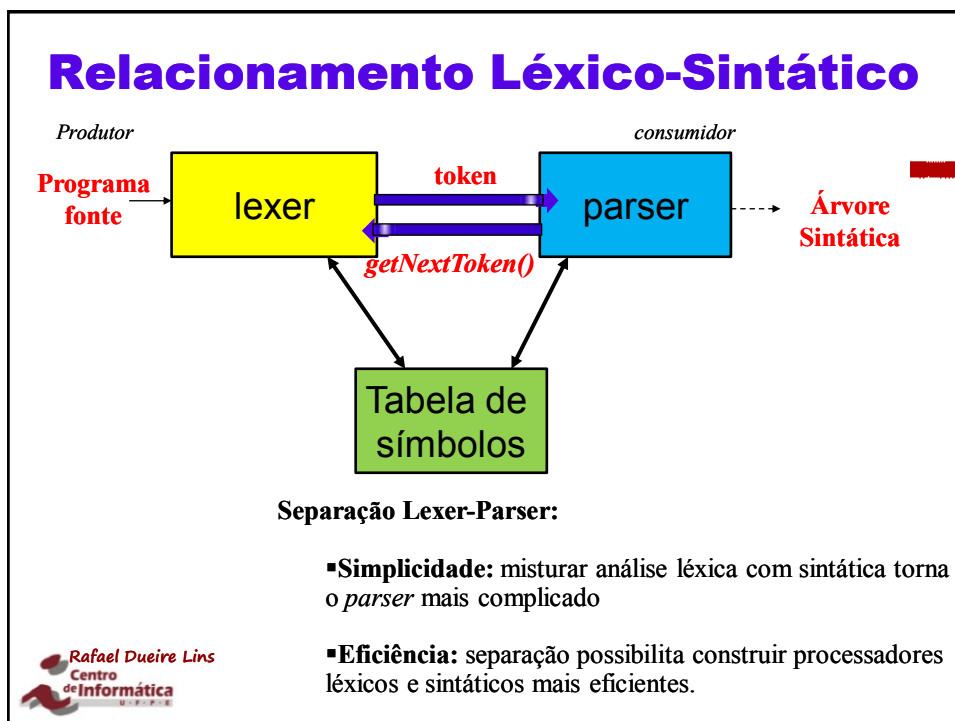 Relacionamento Léxico-Sintático
Produtor
consumidor
Programa
fonte
lexer
token
getNextToken()
parser
Árvore
Sintática
Tabela de
símbolos
Separação Lexer-Parser:
▪Simplicidade: misturar análise léxica com sintática torna
o parser mais complicado
▪Eficiência: separação possibilita construir processadores
léxicos e sintáticos mais eficientes.
Rafael Dueire Lins
Centro
de Informática
U · F · P · E